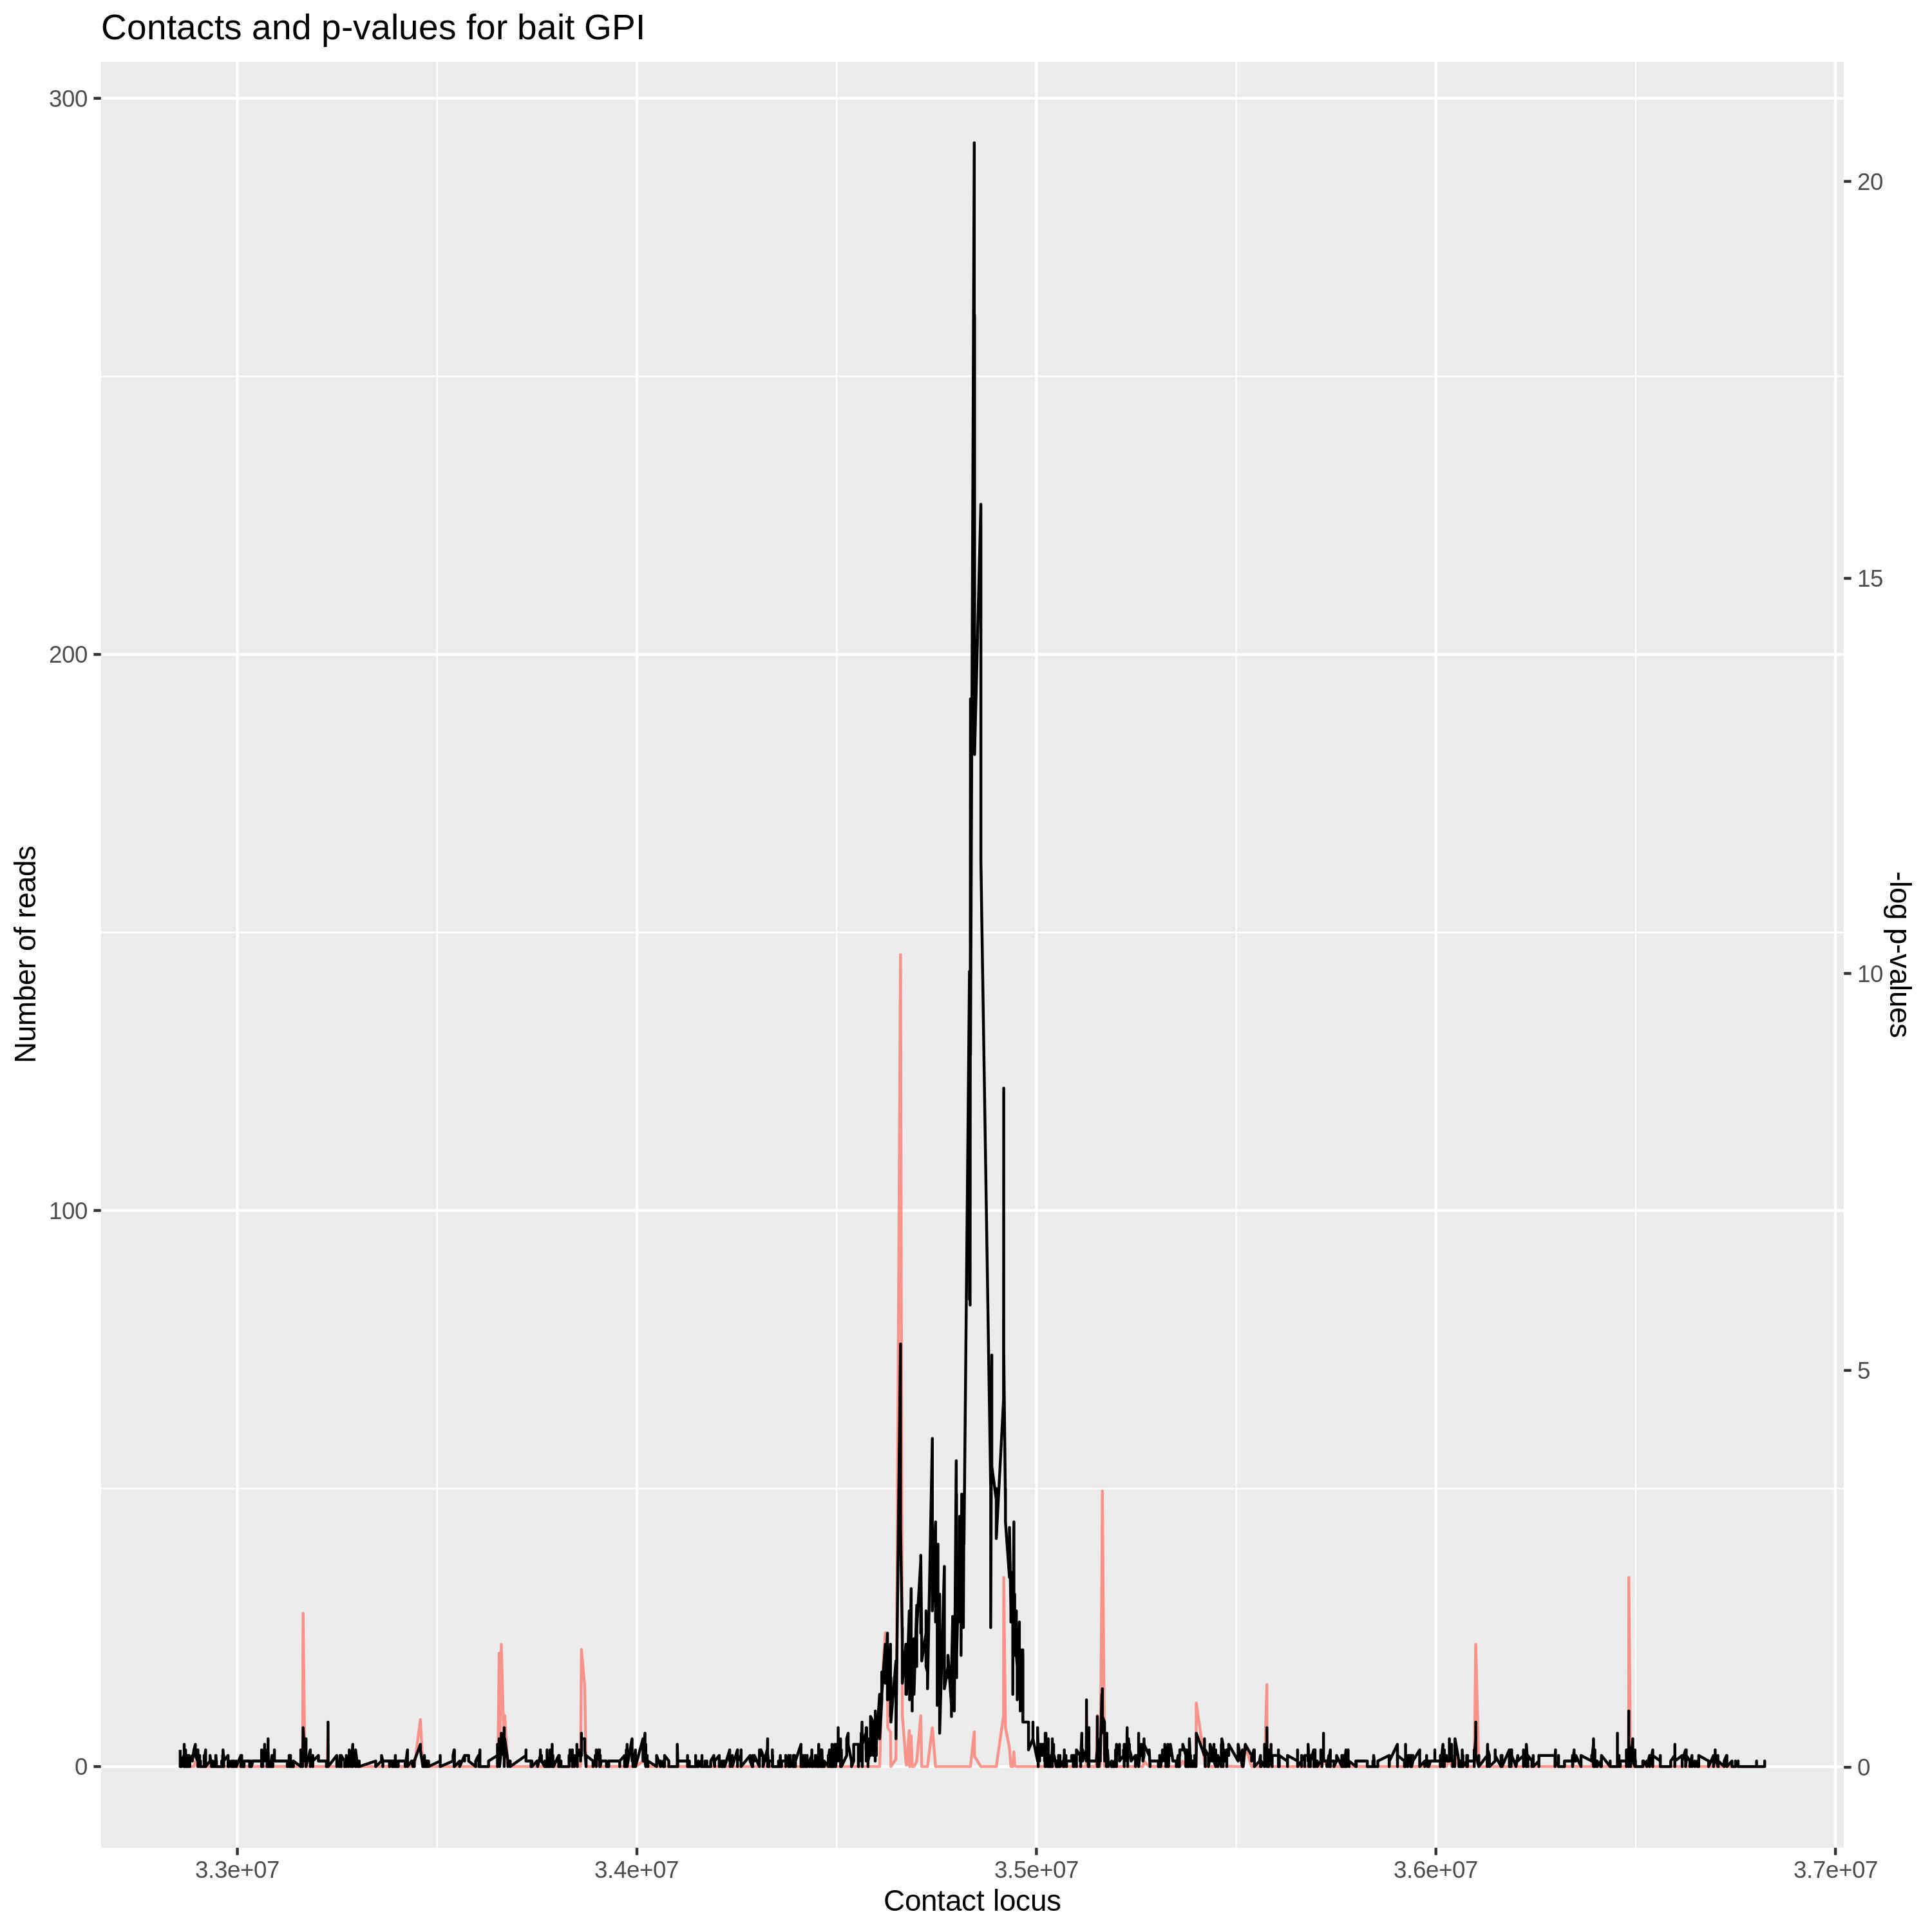 Contacts and p-values for bait GPI
300
200
100
0
Number of reads
20
15
10
5
0
-log p-values
3.3e+07
3.4e+07
3.5e+07
3.6e+07
3.7e+07
Contact locus